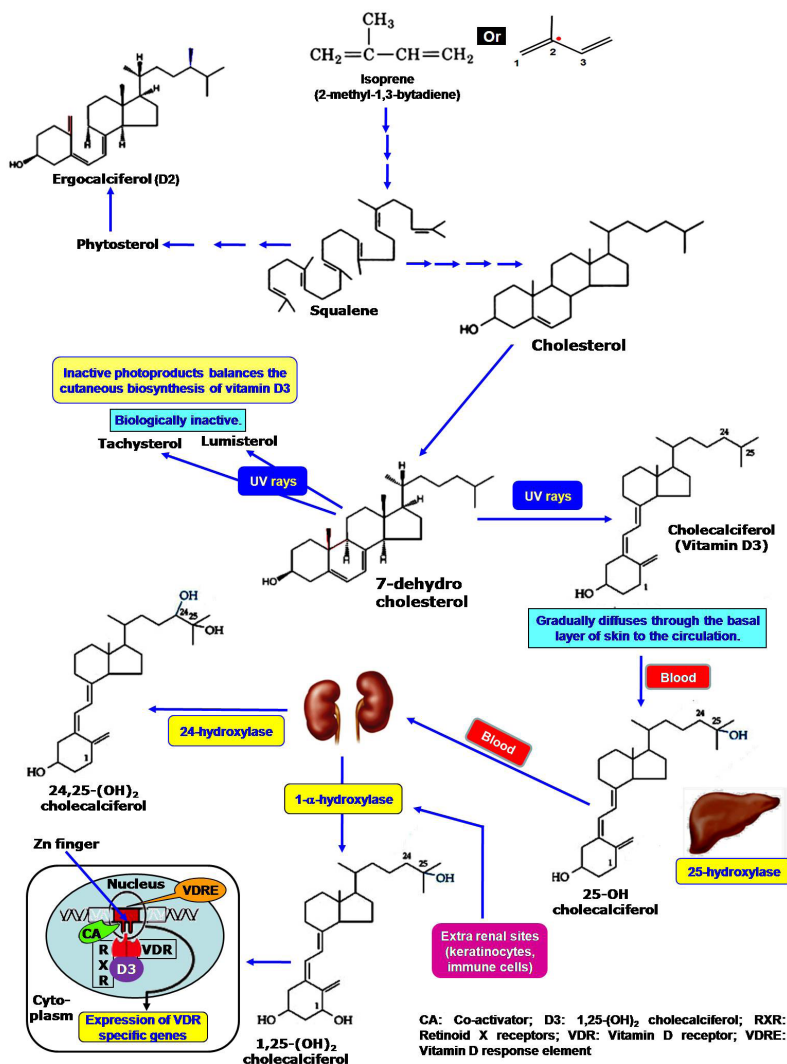 CH₃
CH₂
CH
CH₂
Or
1
2
3
Isoprene
(2-methyl-1,3-bytadiene)
H
H
H
H
HO
Ergocalciferol (D2)
Phytosterol
Squalene
HO
Cholesterol
Inactive photoproducts balances the
cutaneous biosynthesis of vitamin D3
Biologically inactive.
Tachysterol
Lumisterol
UV rays
UV rays
H
H
H
H
HO
7-dehydro
cholesterol
24
25
Cholecalciferol
(Vitamin D3)
HO
1
Gradually diffuses through the basal
layer of skin to the circulation.
Blood
OH
24
25
OH
1
HO
24,25-(OH)₂
cholecalciferol
24-hydroxylase
Blood
24
25
OH
1
HO
25-OH
cholecalciferol
25-hydroxylase
1-α-hydroxylase
Extra renal sites
(keratinocytes,
immune cells)
24
25
OH
1
HO
OH
1,25-(OH)₂
cholecalciferol
Zn finger
Nucleus
VDRE
CA
R
X
R
VDR
D3
Cyto-
plasm
Expression of VDR
specific genes
CA: Co-activator; D3: 1,25-(OH)₂ cholecalciferol; RXR:
Retinoid X receptors; VDR: Vitamin D receptor; VDRE:
Vitamin D response element